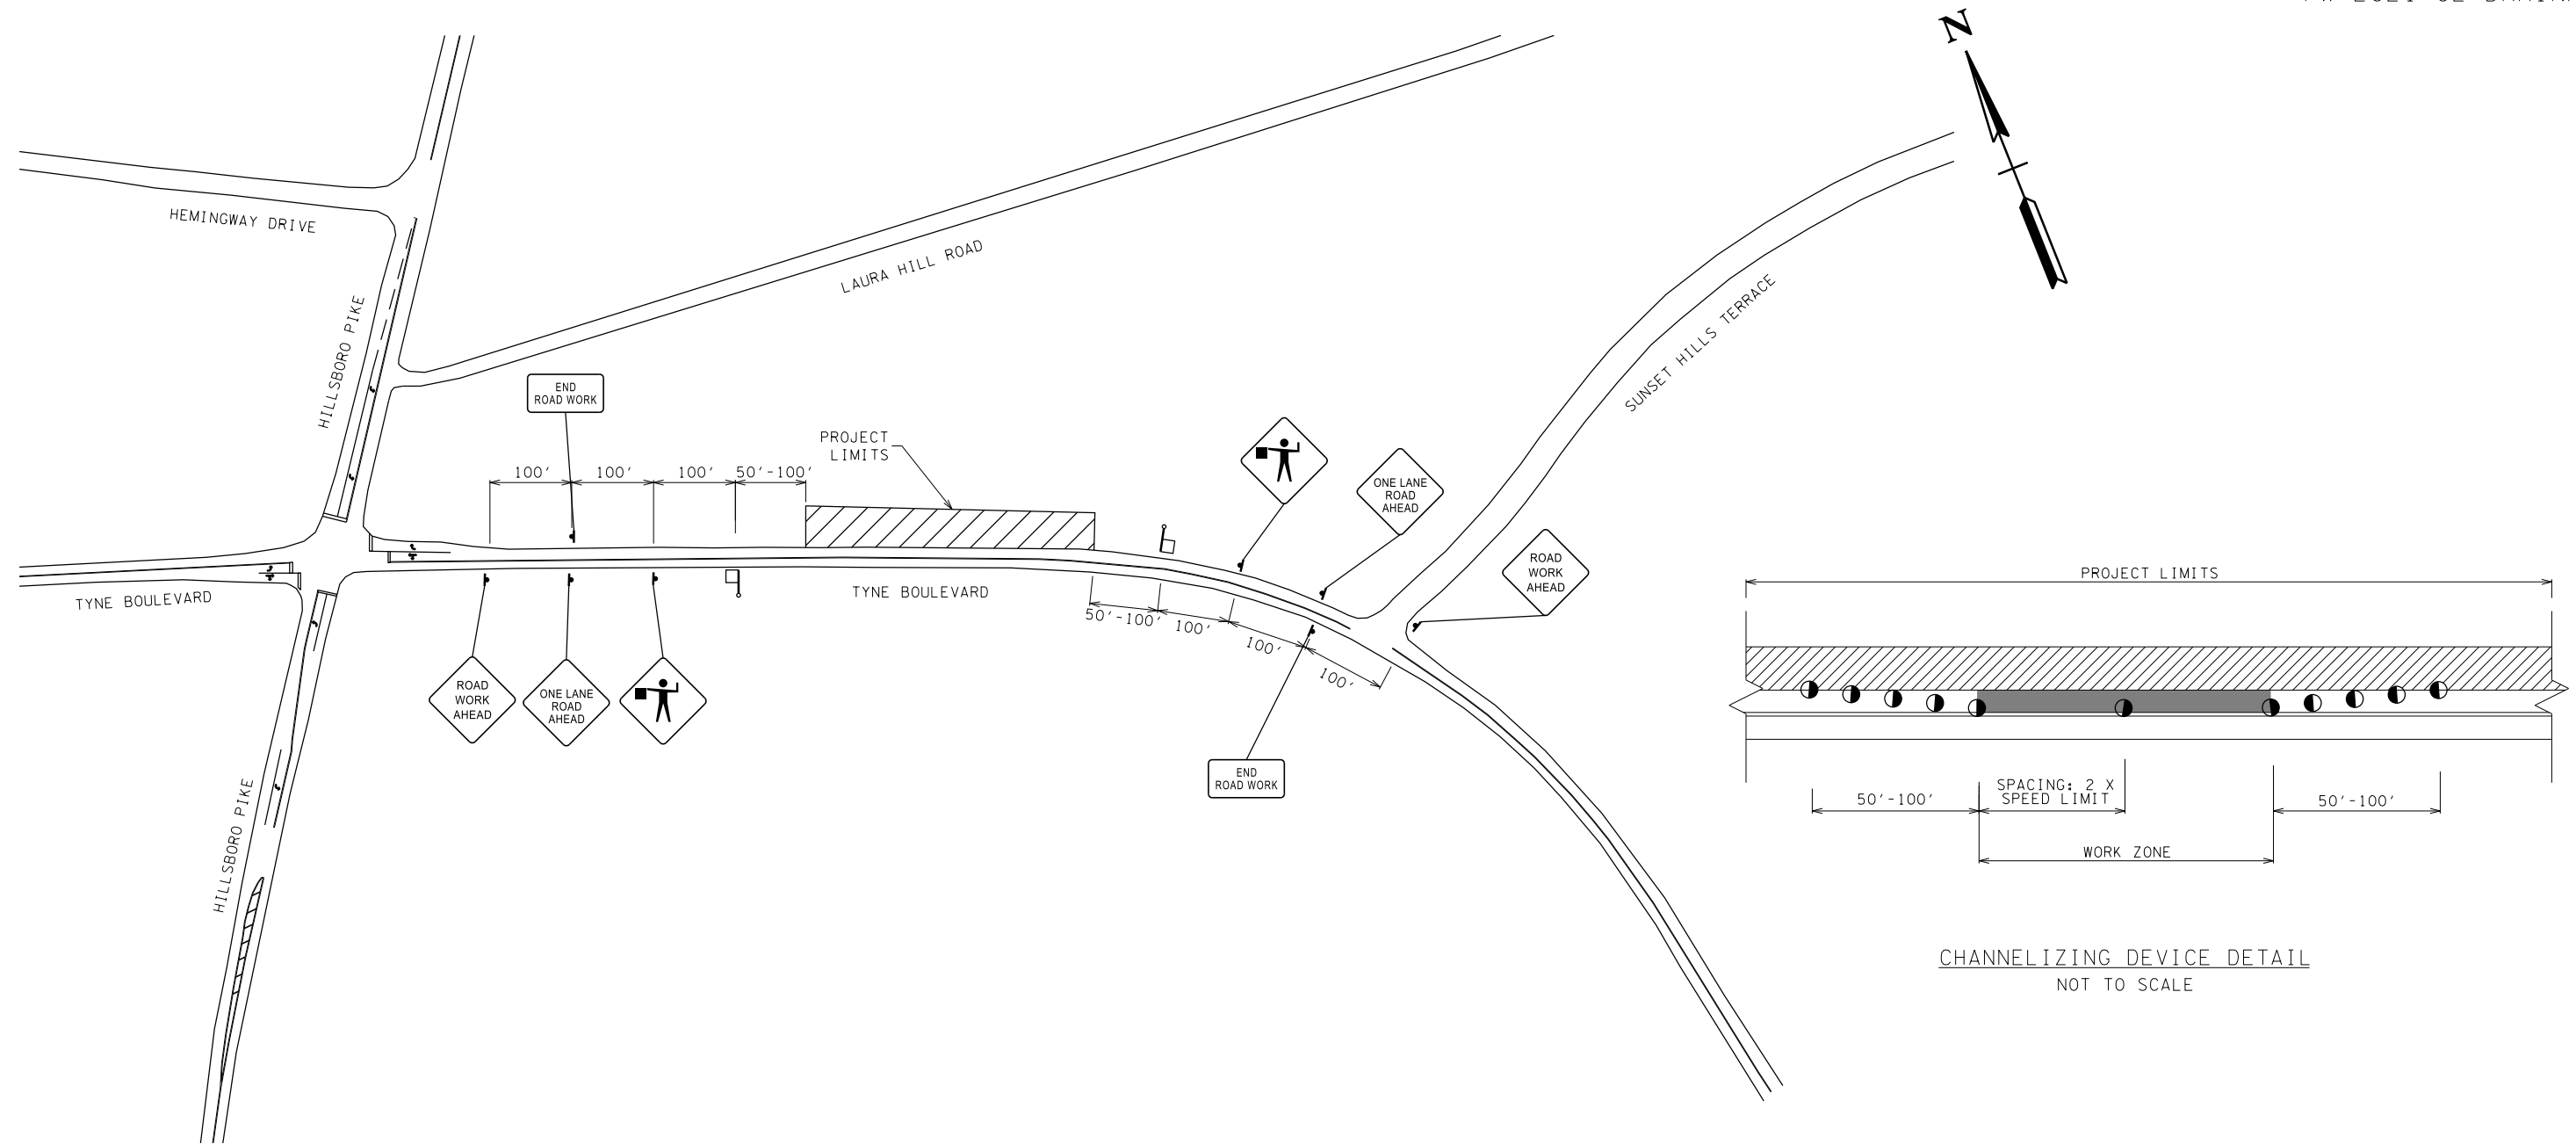 N
HEMINGWAY DRIVE
LAURA HILL ROAD
HILLSBORO PIKE
SUNSET HILLS TERRACE
END
ROAD WORK
PROJECT
LIMITS
100'
100'
100'
50'-100'
ONE LANE
ROAD
AHEAD
ROAD
WORK
AHEAD
TYNE BOULEVARD
TYNE BOULEVARD
50'-100'
100'
100'
100'
ROAD
WORK
AHEAD
ONE LANE
ROAD
AHEAD
END
ROAD WORK
HILLSBORO PIKE
PROJECT LIMITS
50'-100'
SPACING: 2 X
SPEED LIMIT
50'-100'
WORK ZONE
CHANNELIZING DEVICE DETAIL
NOT TO SCALE